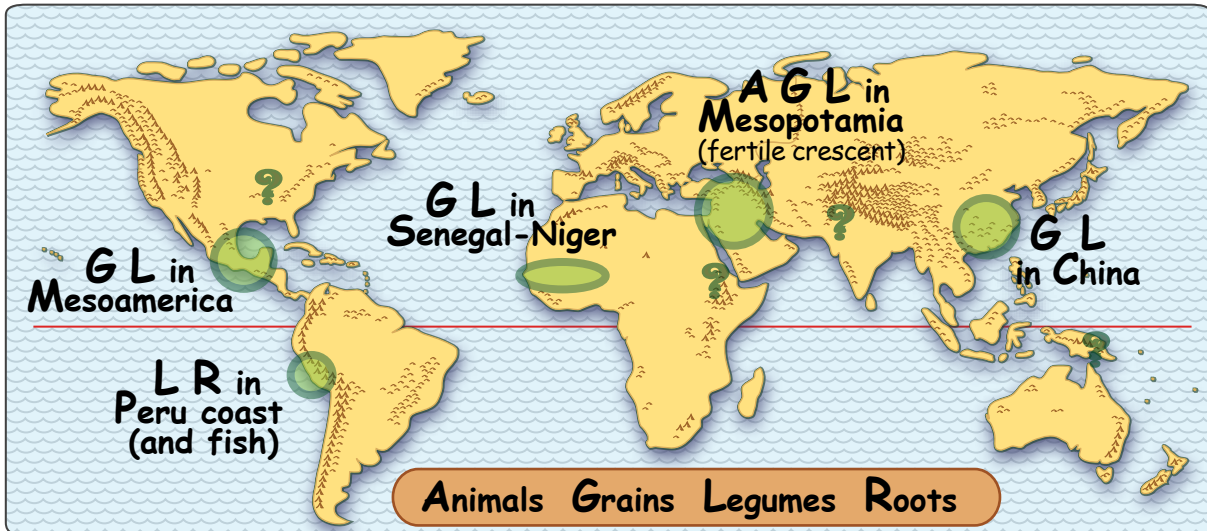 A G L in
Mesopotamia
(fertile crescent)
?
G L in
Senegal-Niger
?
G L
in China
G L in
Mesoamerica
?
?
L R in
Peru coast
(and fish)
Animals Grains Legumes Roots